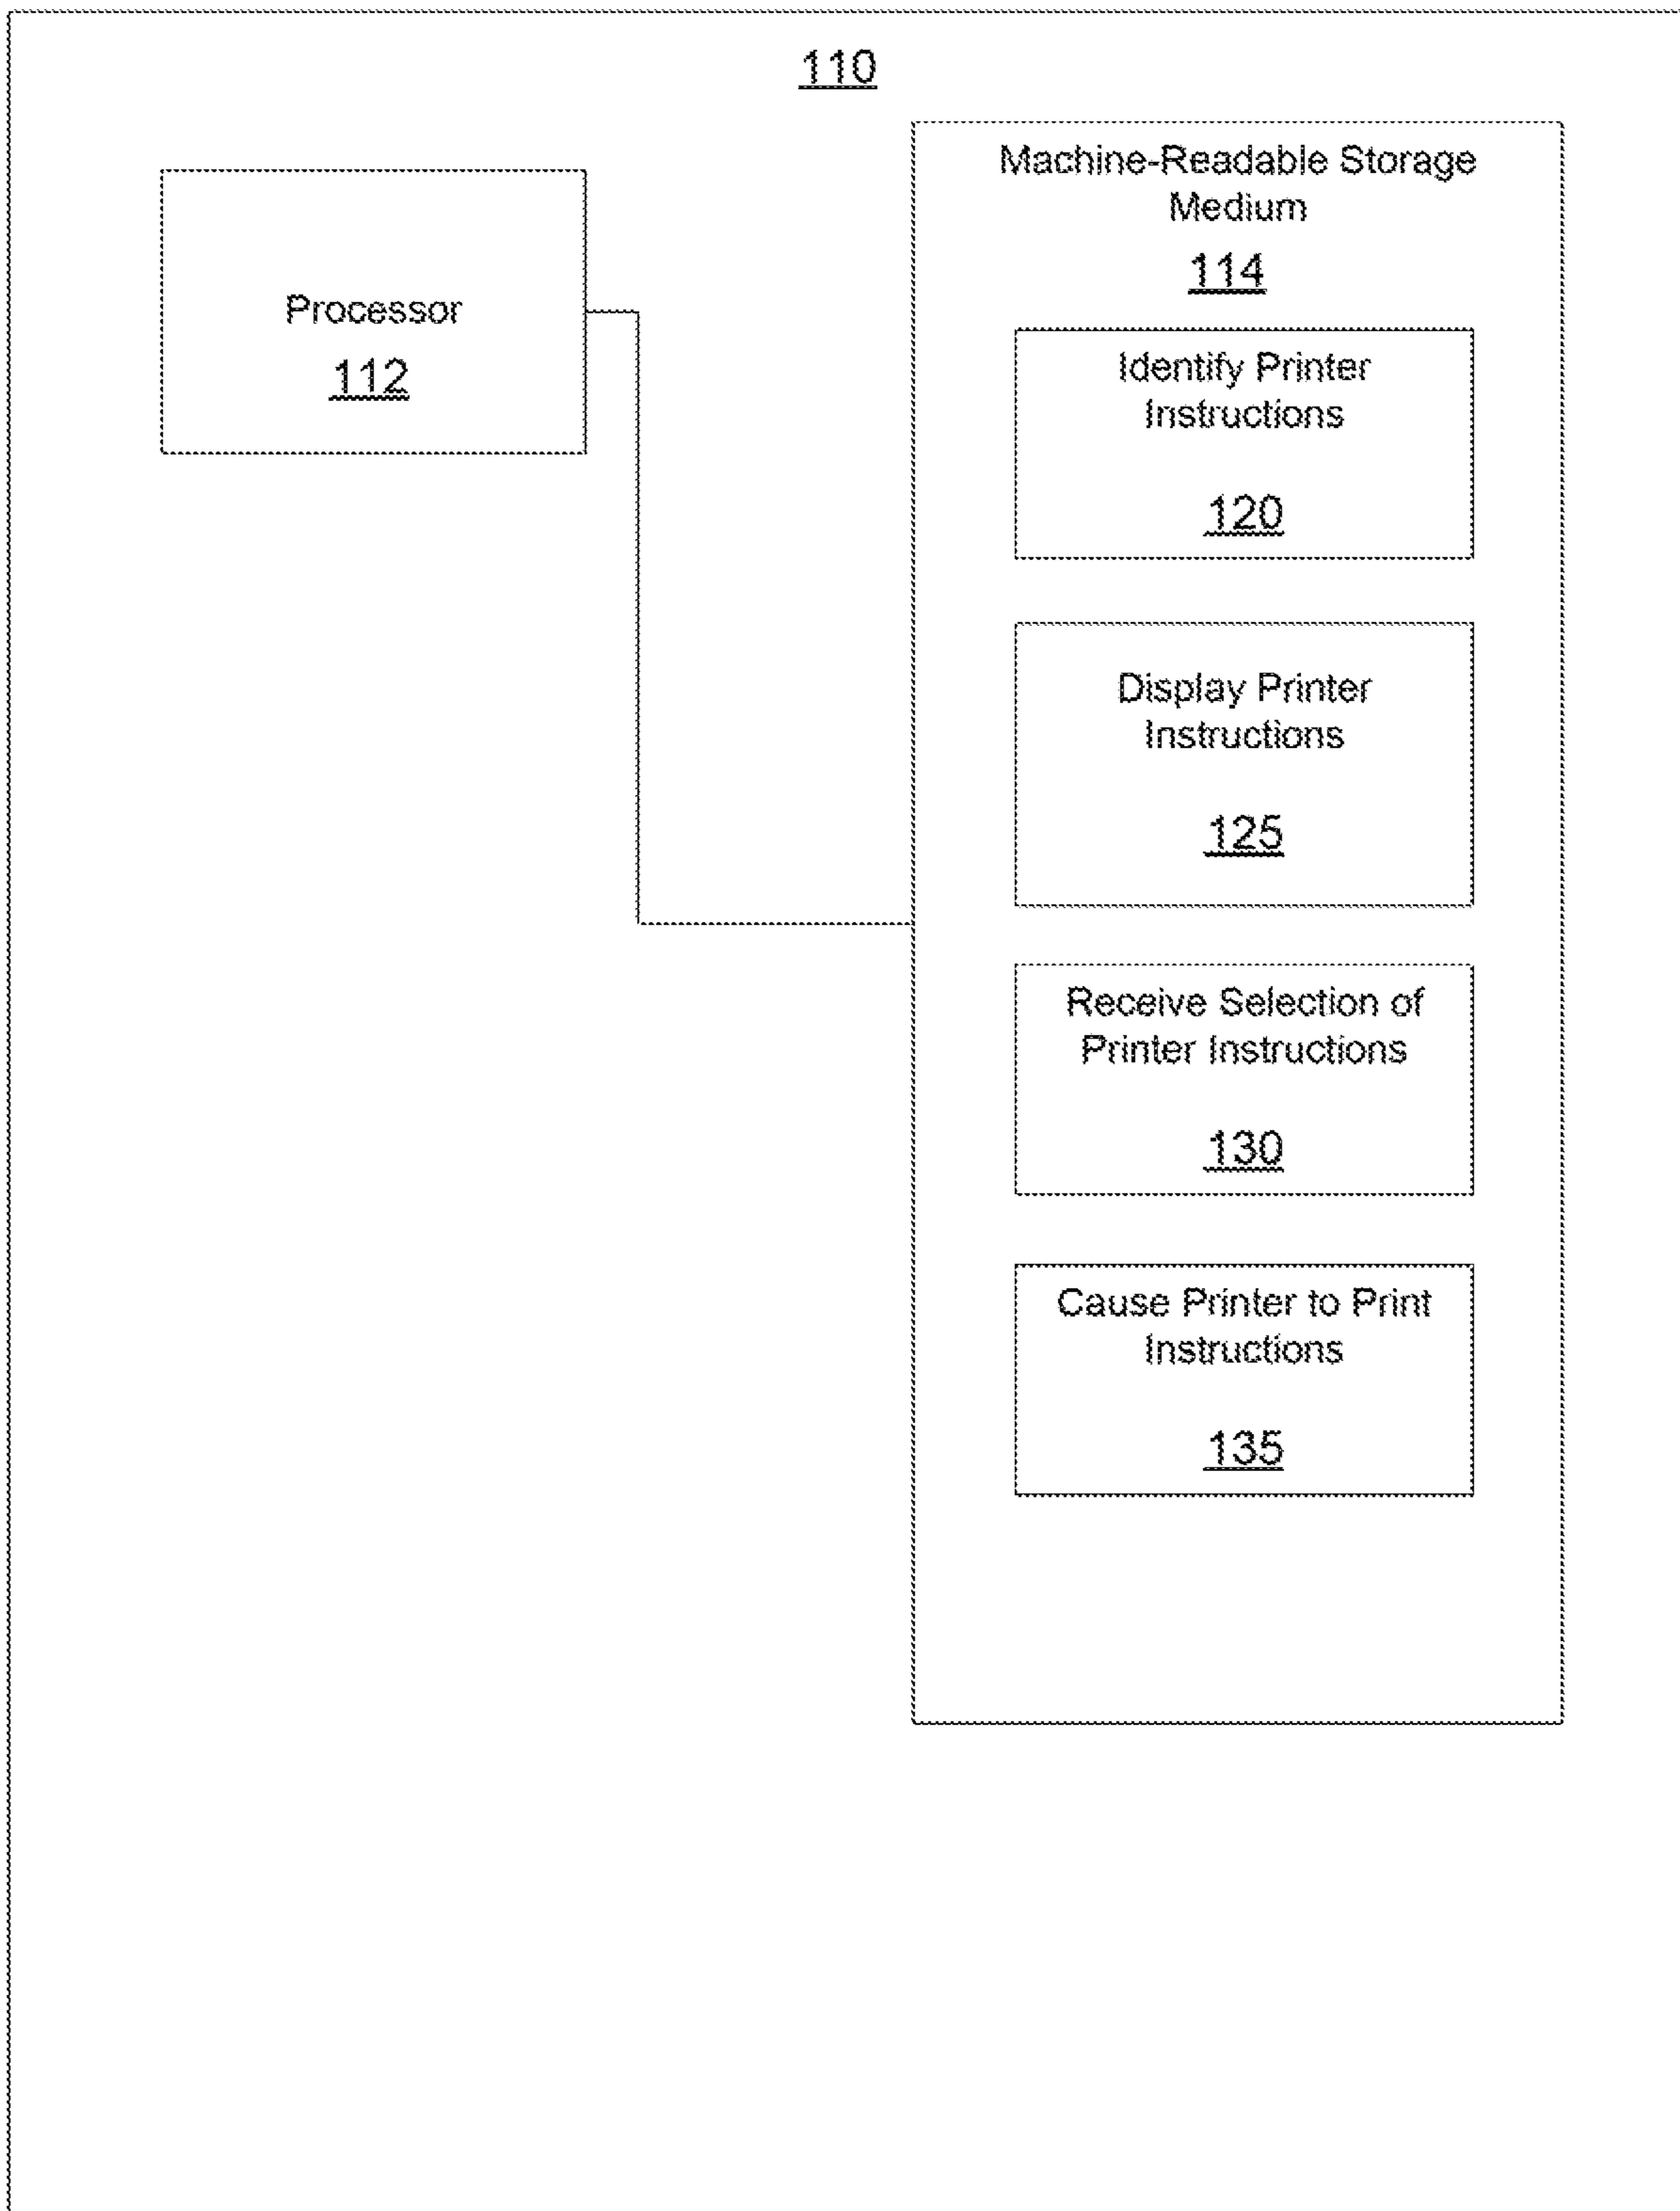 110
Processor
112
Machine-Readable Storage
Medium
114
Identify Printer
Instructions
120
Display Printer
Instructions
125
Receive Selection of
Printer Instructions
130
Cause Printer to Print
Instructions
135